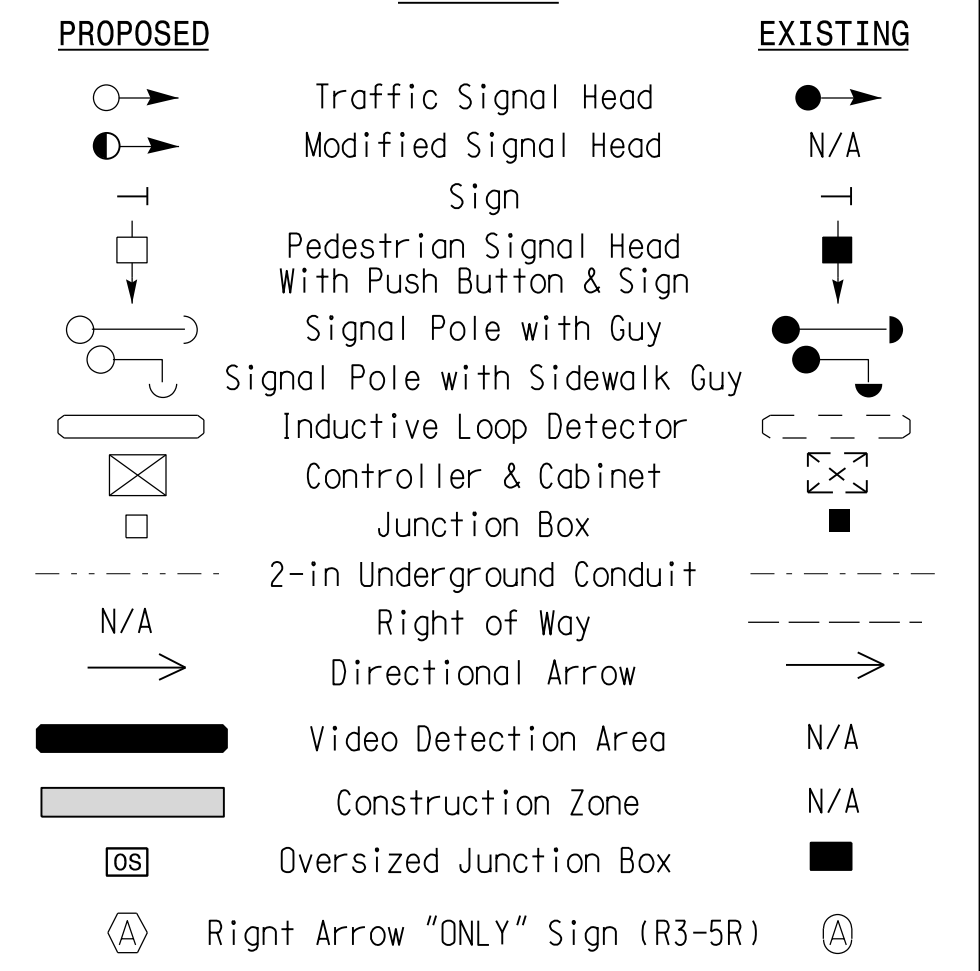 PROPOSED EXISTING
Traffic Signal Head
Modified Signal Head N/A
Sign
Pedestrian Signal Head
With Push Button & Sign
Signal Pole with Guy
Signal Pole with Sidewalk Guy
Inductive Loop Detector
Controller & Cabinet
Junction Box
2-in Underground Conduit
N/A Right of Way
Directional Arrow
Video Detection Area N/A
Construction Zone N/A
OS Oversized Junction Box
A Rignt Arrow "ONLY" Sign (R3-5R) A